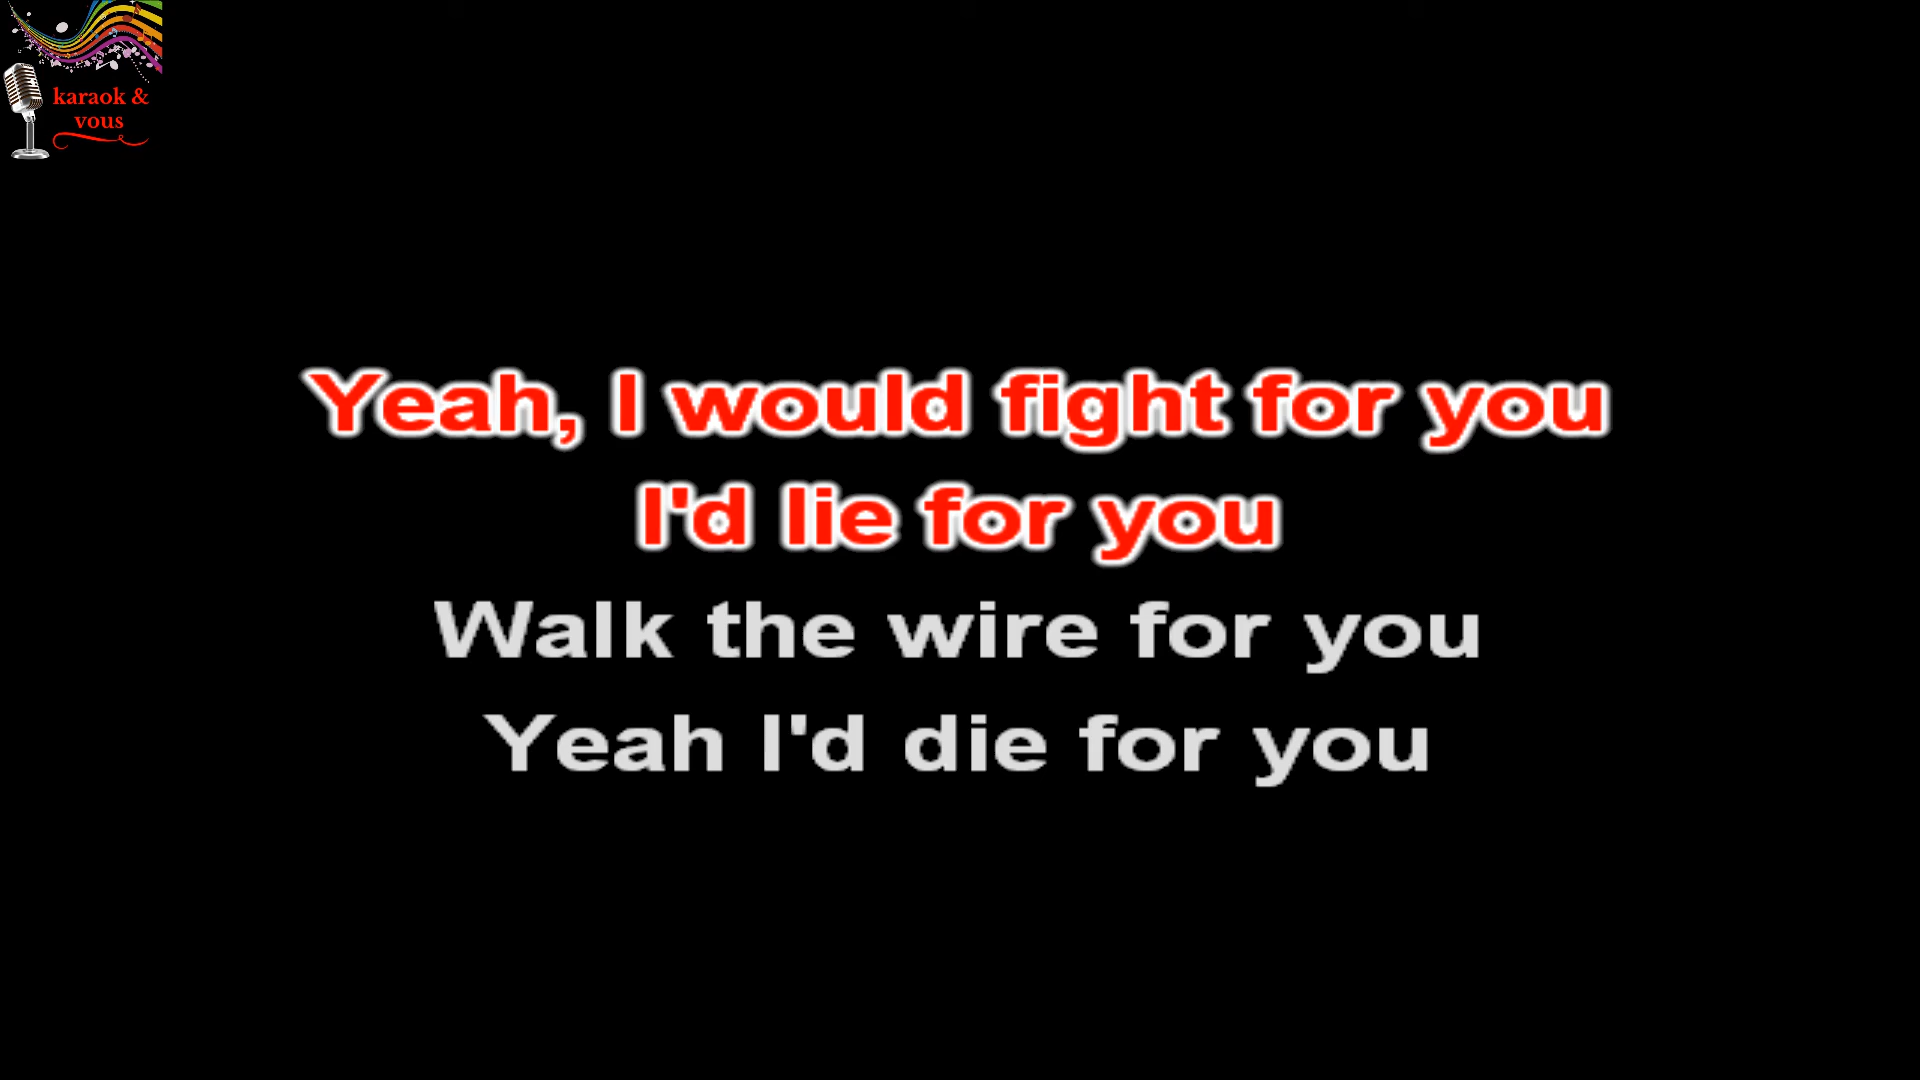 karaok &
vous
Yeah, I would fight for you
I'd lie for you
Walk the wire for you
Yeah I'd die for you